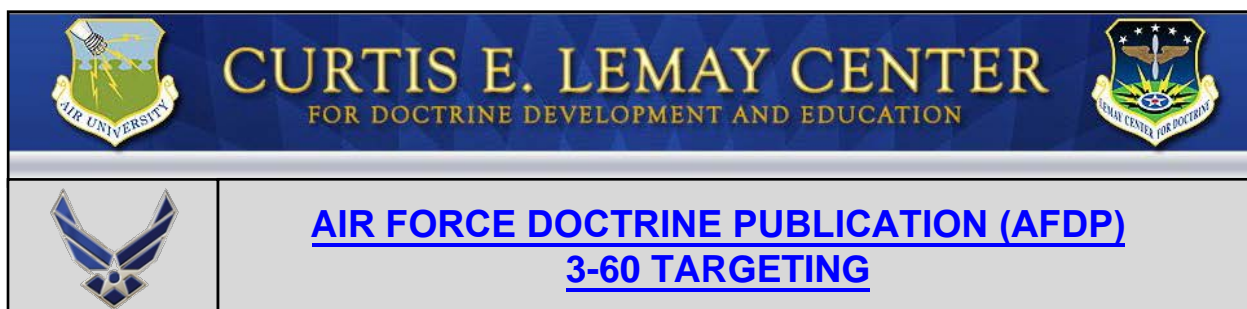 CURTIS E. LEMAY CENTER
FOR DOCTRINE DEVELOPMENT AND EDUCATION
AIR UNIVERSITY
LEMAY CENTER FOR DOCTRINE
AIR FORCE DOCTRINE PUBLICATION (AFDP)
3-60 TARGETING